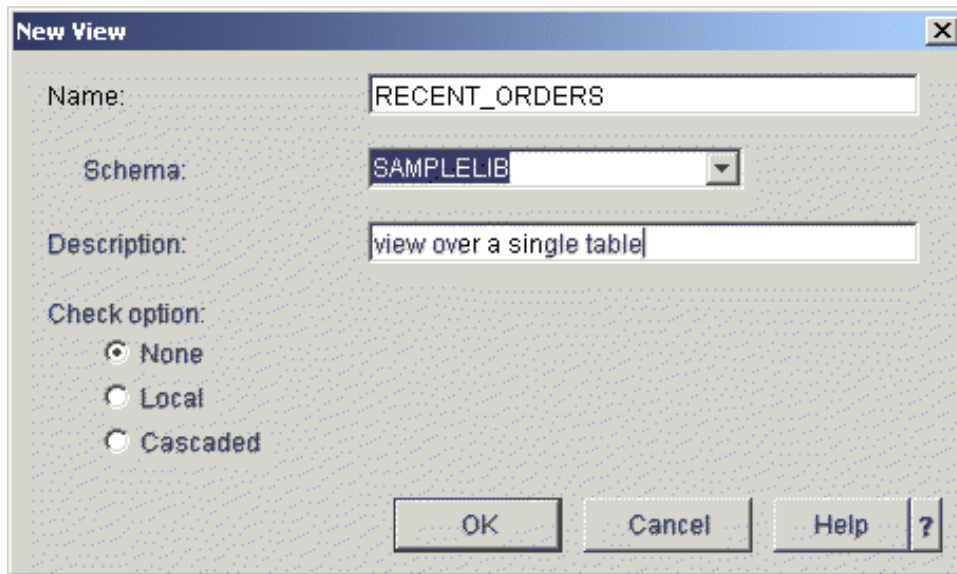 New View
Name: RECENT_ORDERS
Schema: SAMPLELIB
Description: view over a single table
Check option:
None
Local
Cascaded
OK Cancel Help ?